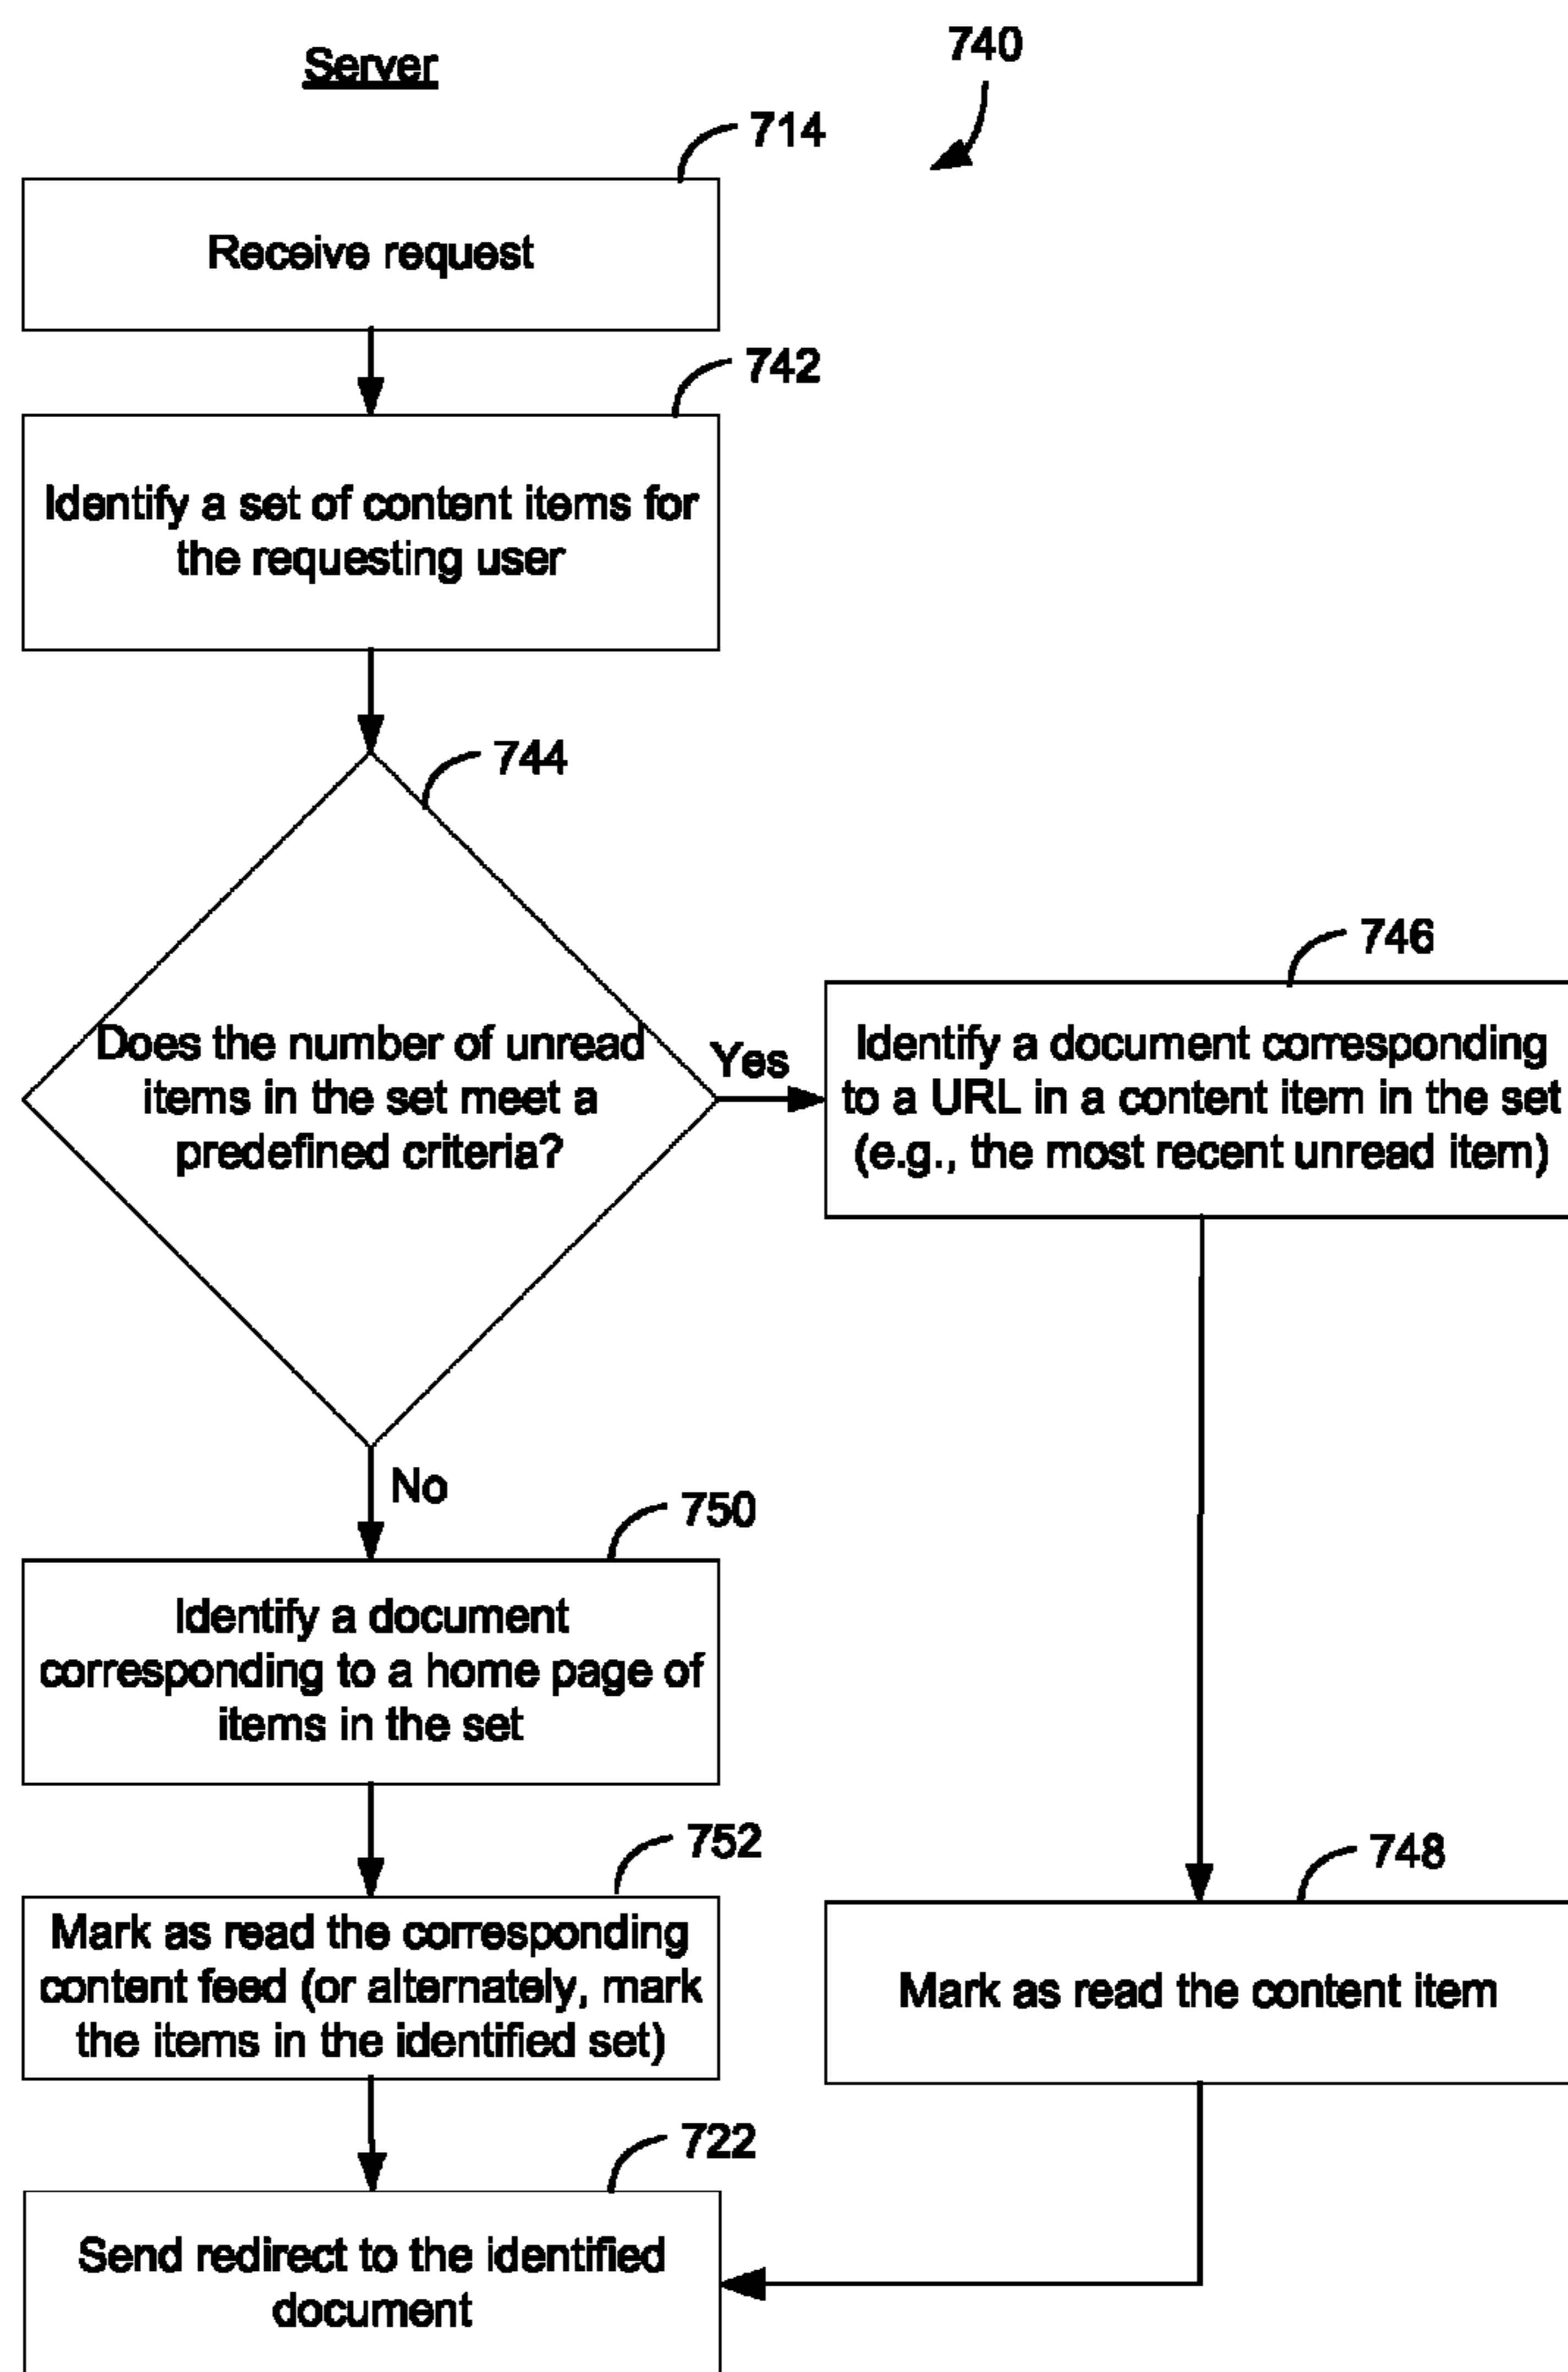 Server
740
714
Receive request
742
Identify a set of content items for
the requesting user
744
Does the number of unread
items in the set meet a
predefined criteria?
Yes
746
Identify a document corresponding
to a URL in a content item in the set
(e.g., the most recent unread item)
No
750
Identify a document
corresponding to a home page of
items in the set
752
Mark as read the corresponding
content feed (or alternately, mark
the items in the identified set)
748
Mark as read the content item
722
Send redirect to the identified
document